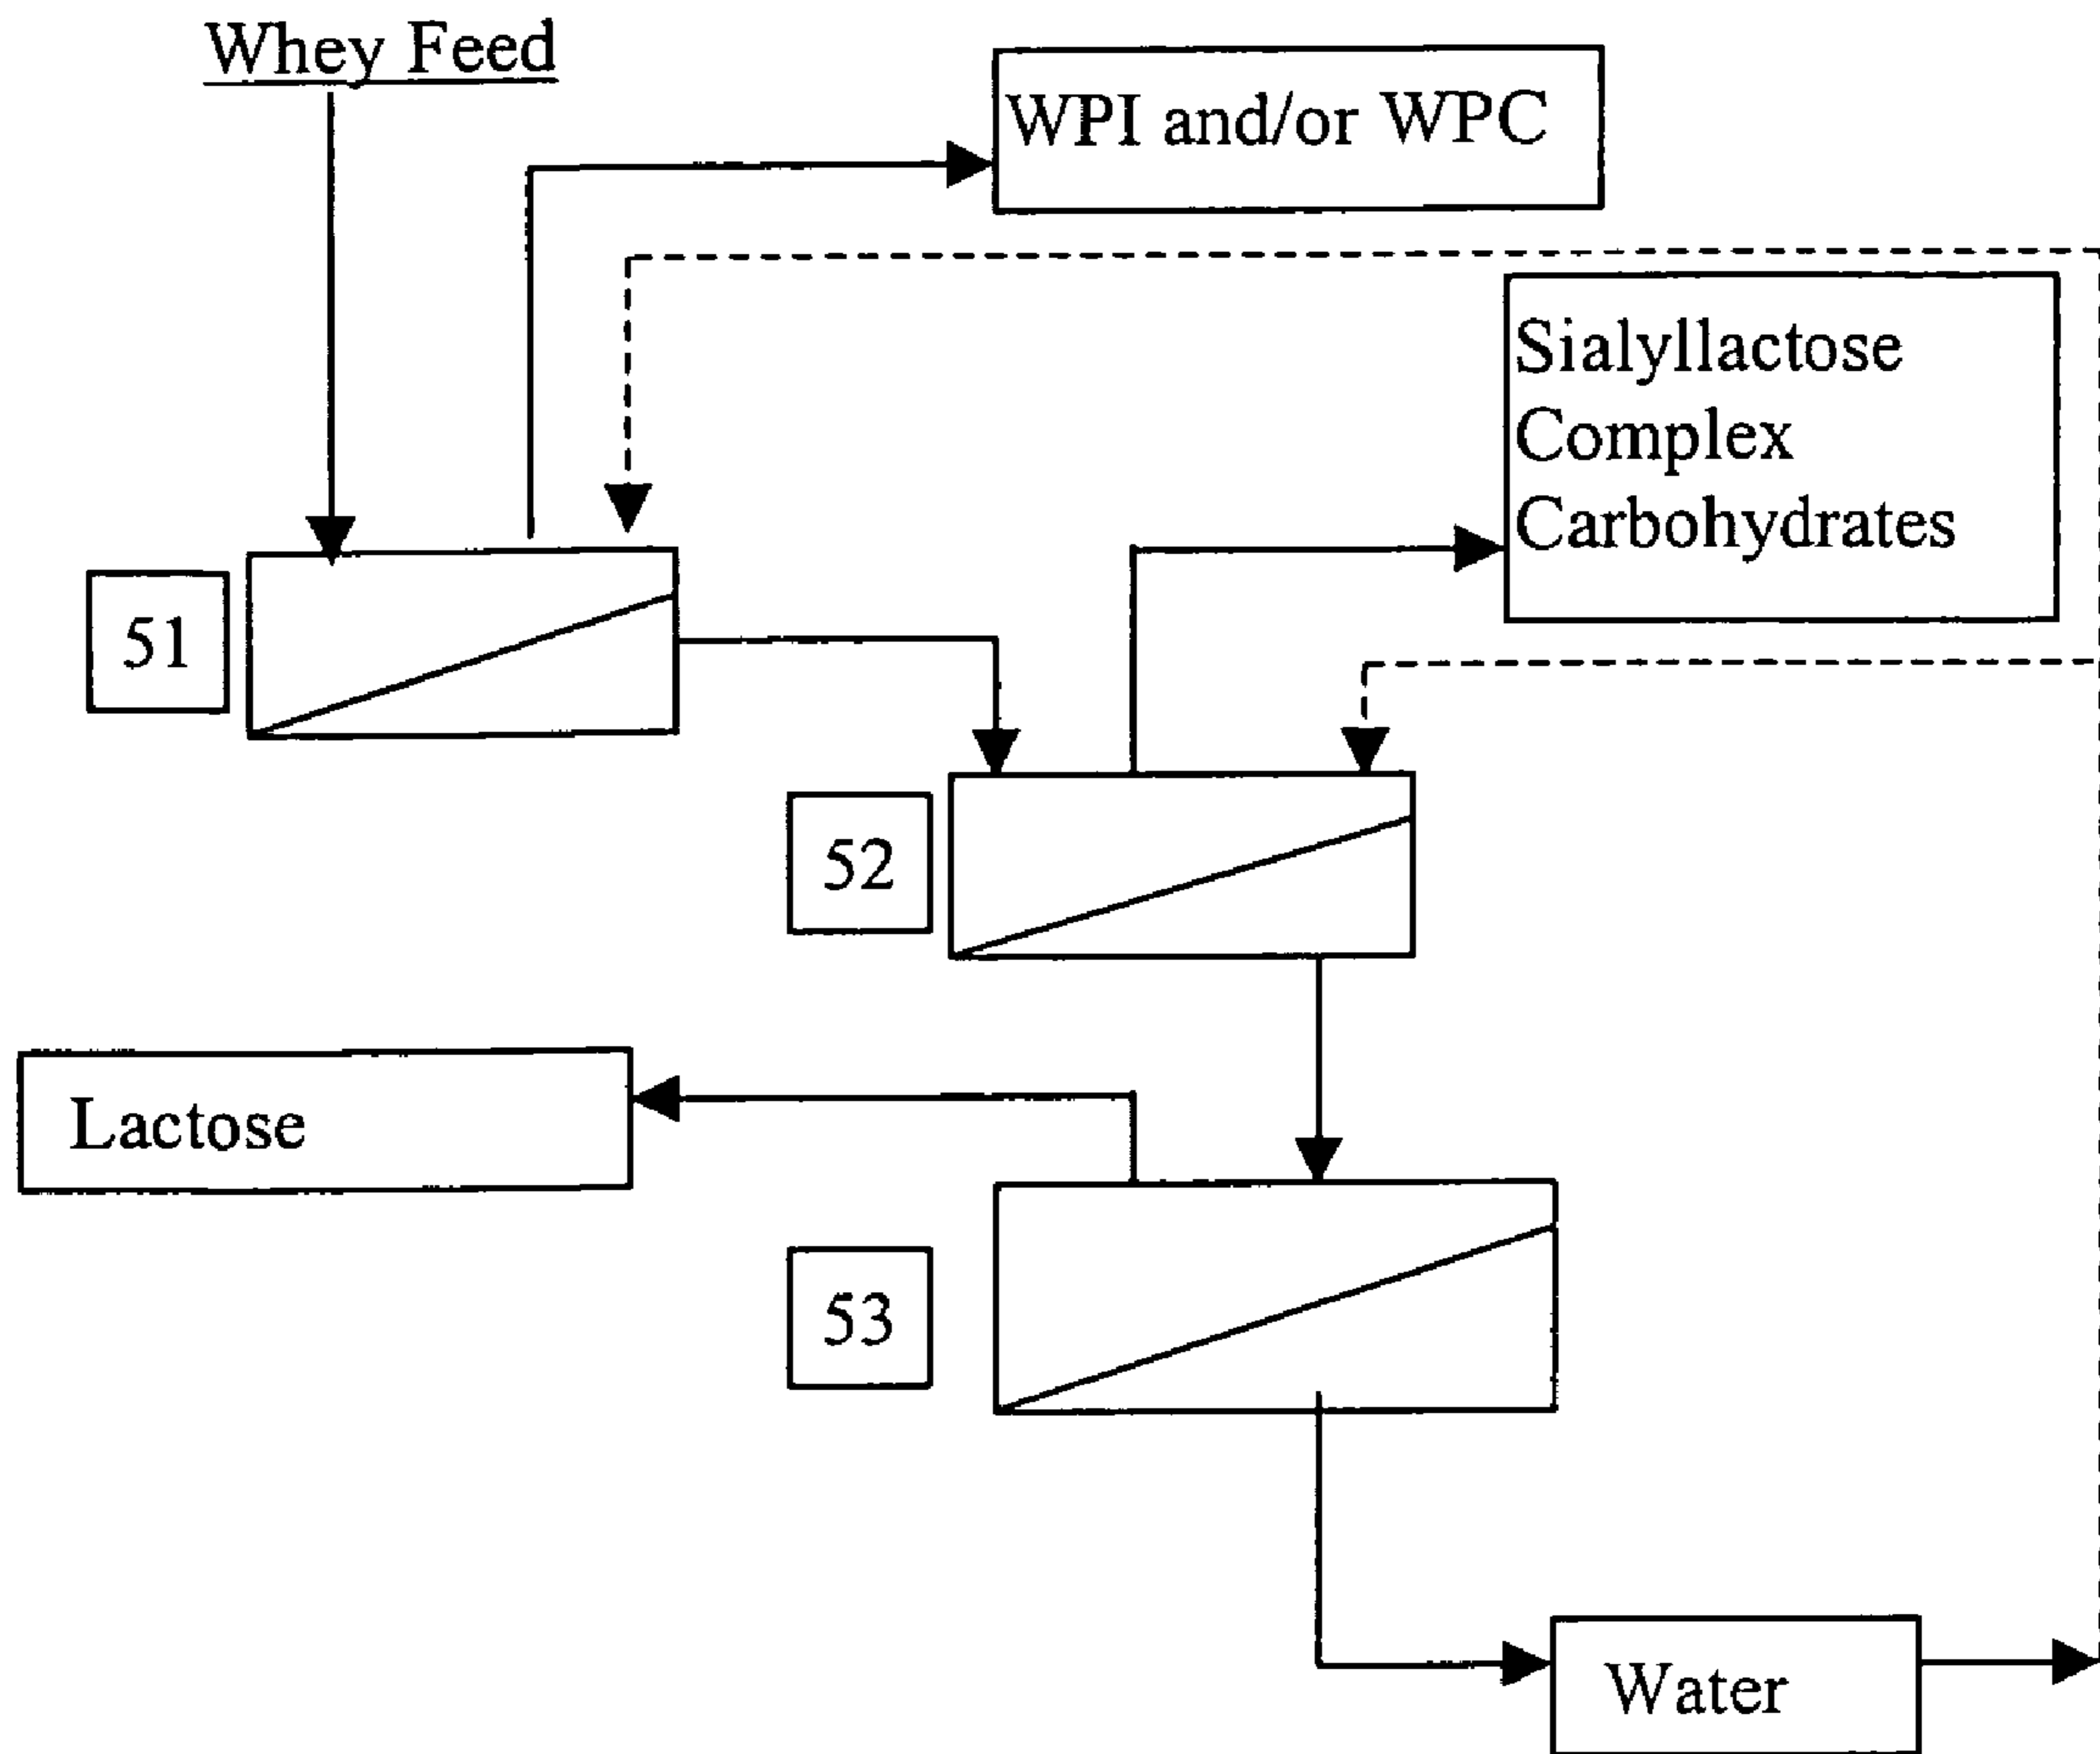 Whey Feed
WPI and/or WPC
Sialyllactose
Complex
Carbohydrates
51
52
Lactose
53
Water